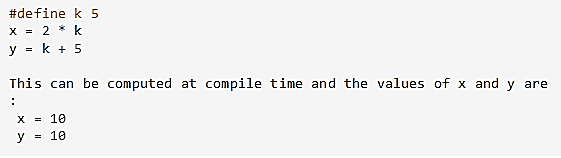 #define k 5
x = 2 * k
y = k + 5
This can be computed at compile time and the values of x and y are
:
x = 10
y = 10